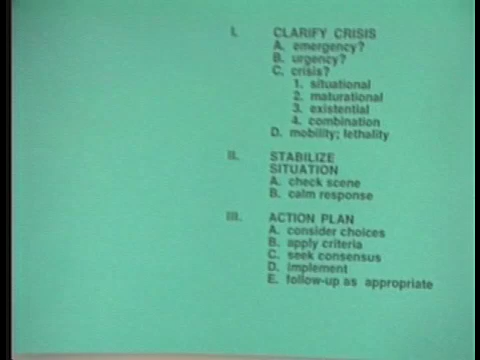 I. CLARIFY CRISIS
A. emergency?
B. urgency?
C. crisis?
1. situational
2. maturational
3. existential
4. combination
D. mobility; lethality
II. STABILIZE
SITUATION
A. check scene
B. calm response
III. ACTION PLAN
A. consider choices
B. apply criteria
C. seek consensus
D. implement
E. follow-up as appropriate